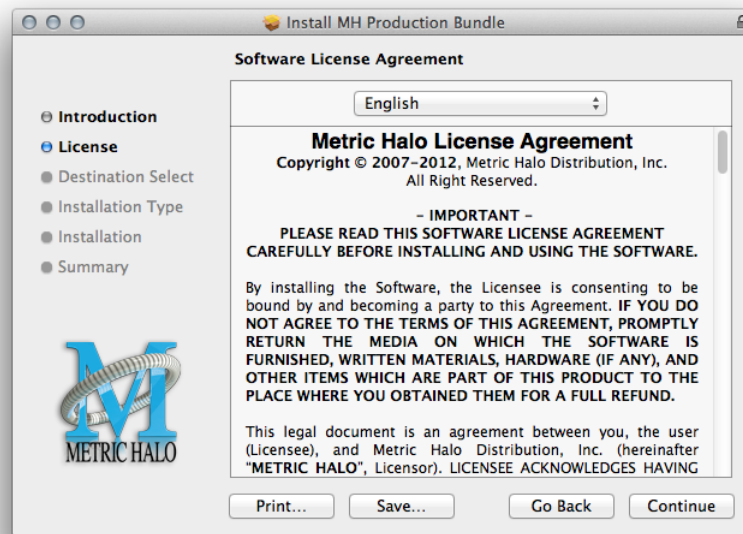 Install MH Production Bundle
Software License Agreement
Introduction
License
Destination Select
Installation Type
Installation
Summary
METRIC HALO
English
Metric Halo License Agreement
Copyright © 2007–2012, Metric Halo Distribution, Inc.
All Right Reserved.
– IMPORTANT –
PLEASE READ THIS SOFTWARE LICENSE AGREEMENT
CAREFULLY BEFORE INSTALLING AND USING THE SOFTWARE.
By installing the Software, the Licensee is consenting to be
bound by and becoming a party to this Agreement. IF YOU DO
NOT AGREE TO THE TERMS OF THIS AGREEMENT, PROMPTLY
RETURN THE MEDIA ON WHICH THE SOFTWARE IS
FURNISHED, WRITTEN MATERIALS, HARDWARE (IF ANY), AND
OTHER ITEMS WHICH ARE PART OF THIS PRODUCT TO THE
PLACE WHERE YOU OBTAINED THEM FOR A FULL REFUND.
This legal document is an agreement between you, the user
(Licensee), and Metric Halo Distribution, Inc. (hereinafter
“METRIC HALO”, Licensor). LICENSEE ACKNOWLEDGES HAVING
Print...
Save...
Go Back
Continue